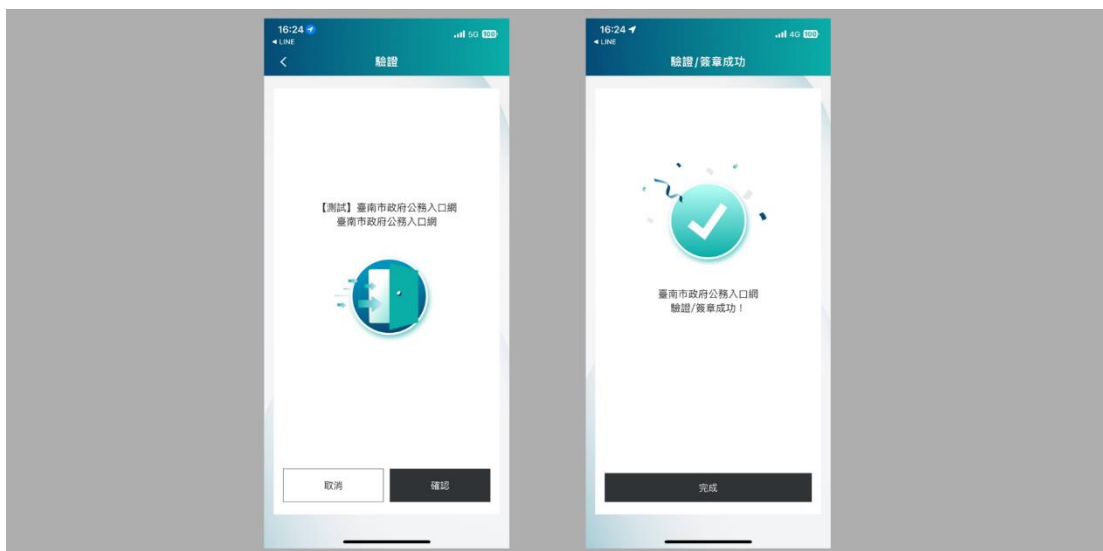 16:24
5G 100
◀ LINE
驗證
【測試】臺南市政府公務入口網
臺南市政府公務入口網
取消
確認
16:24
4G 100
◀ LINE
驗證/簽章成功
臺南市政府公務入口網
驗證/簽章成功！
完成